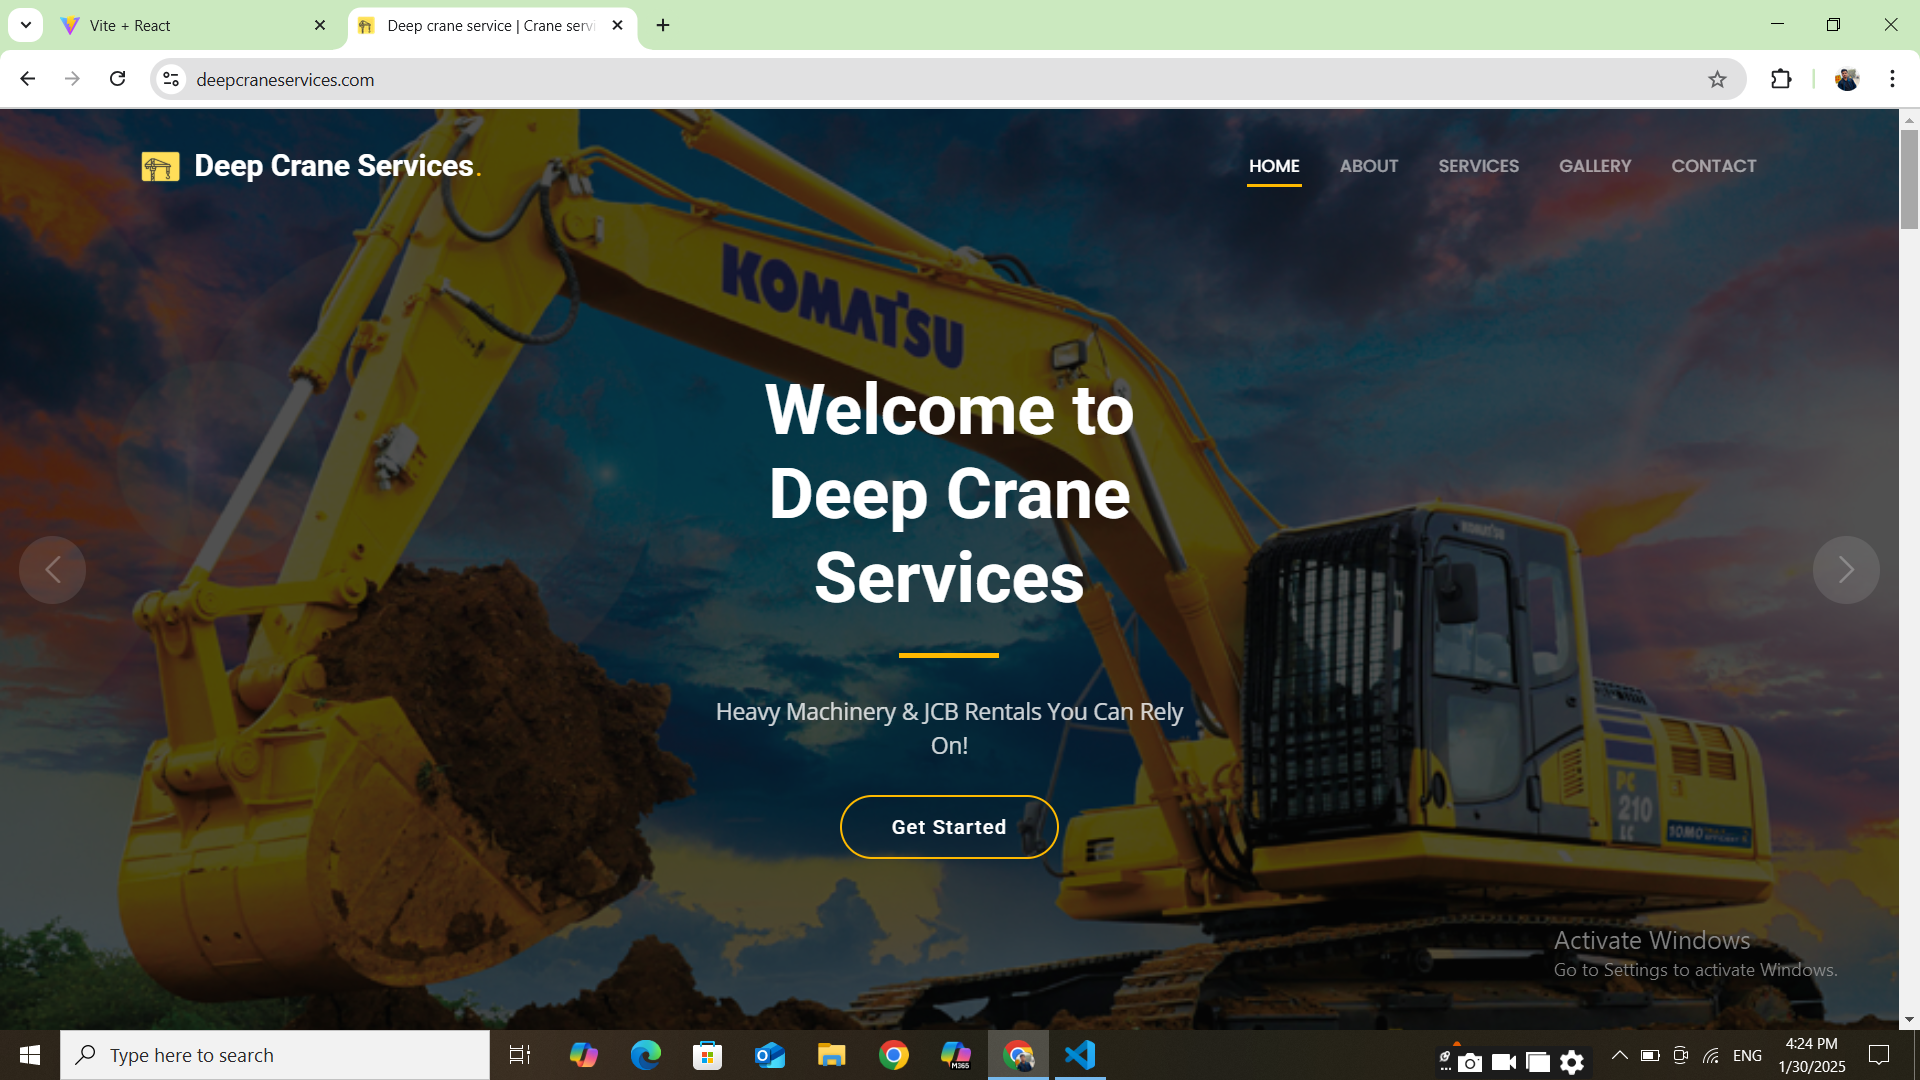 Vite + React
Deep crane service | Crane servi
deepcraneservices.com
Deep Crane Services.
HOME
ABOUT
SERVICES
GALLERY
CONTACT
KOMATSU
Welcome to
Deep Crane
Services
KOMATSU
Heavy Machinery & JCB Rentals You Can Rely
On!
PC
210
LC
Get Started
Activate Windows
Go to Settings to activate Windows.
Type here to search
M365
ENG
4:24 PM
1/30/2025